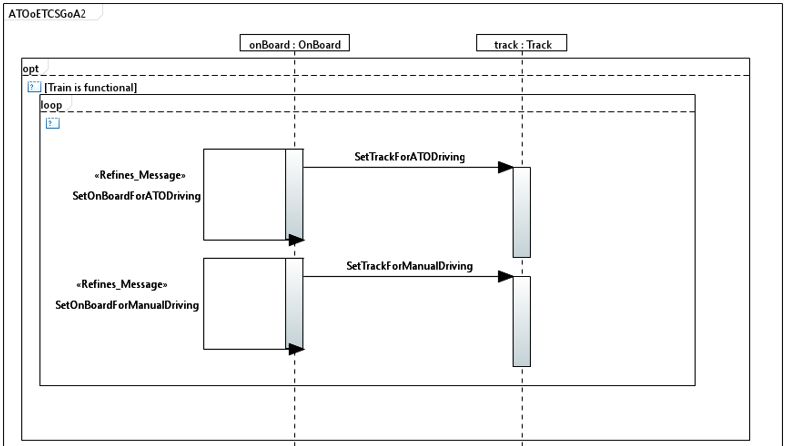 ATOoETCSGoA2
onBoard : OnBoard
track : Track
opt
[Train is functional]
loop
SetTrackForATODriving
«Refines_Message»
SetOnBoardForATODriving
SetTrackForManualDriving
«Refines_Message»
SetOnBoardForManualDriving